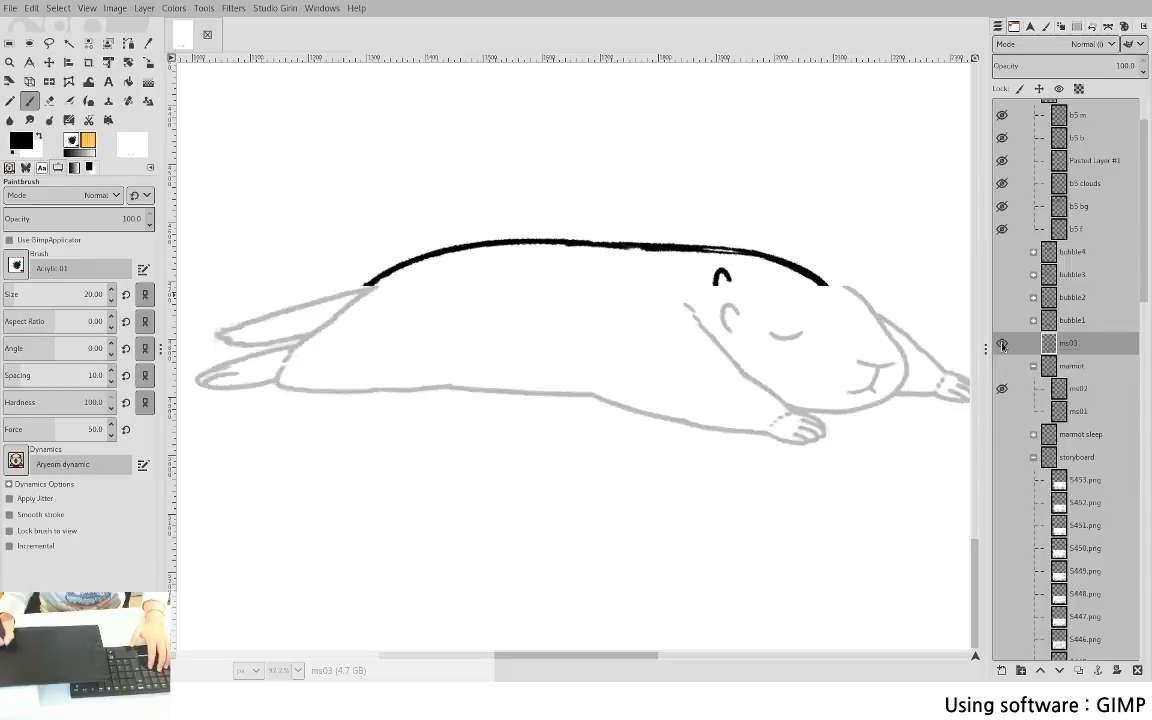 File Edit Select View Image Layer Colors Tools Filters Studio Girin Windows Help
Paintbrush
Mode Normal
Opacity 100.0
Use GimpApplicator
Brush
Acrylic 01
Size 20.00
Aspect Ratio 0.00
Angle 0.00
Spacing 10.0
Hardness 100.0
Force 50.0
Dynamics
Aryeom dynamic
Dynamics Options
Apply Jitter
Smooth stroke
Lock brush to view
Incremental
px 97.2% ms03 (4.7 GB)
Mode Normal (l)
Opacity 100.0
Lock:
b5 m
b5 b
Pasted Layer #1
b5 clouds
b5 bg
b5 f
bubble4
bubble3
bubble2
bubble1
ms03
marmot
ms02
ms01
marmot sleep
storyboard
S453.png
S452.png
S451.png
S450.png
S449.png
S448.png
S447.png
S446.png
Using software : GIMP